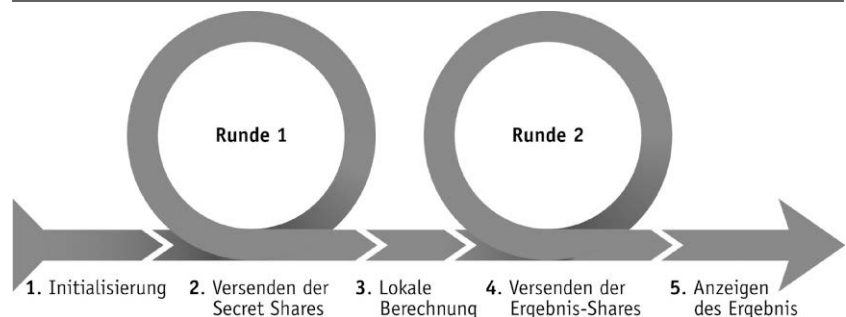 Runde 1
Runde 2
1. Initialisierung
2. Versenden der
Secret Shares
3. Lokale
Berechnung
4. Versenden der
Ergebnis-Shares
5. Anzeigen
des Ergebnis